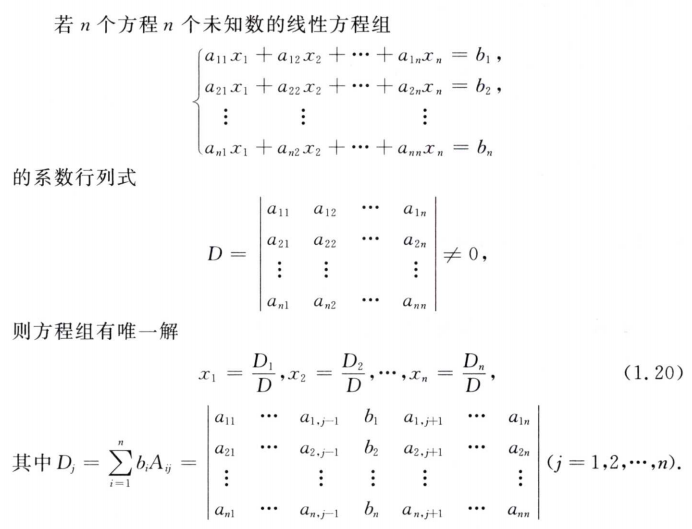 若 n 个方程 n 个未知数的线性方程组
a₁₁x₁ + a₁₂x₂ + ⋯ + a₁ₙxₙ = b₁,
a₂₁x₁ + a₂₂x₂ + ⋯ + a₂ₙxₙ = b₂,
⋮ ⋮ ⋮
aₙ₁x₁ + aₙ₂x₂ + ⋯ + aₙₙxₙ = bₙ
的系数行列式
D = | a₁₁ a₁₂ ⋯ a₁ₙ |
| a₂₁ a₂₂ ⋯ a₂ₙ | ≠ 0,
| ⋮ ⋮ ⋮ |
| aₙ₁ aₙ₂ ⋯ aₙₙ |
则方程组有唯一解
x₁ = D₁/D, x₂ = D₂/D, ⋯, xₙ = Dₙ/D, (1.20)
| a₁₁ ⋯ a₁,ⱼ₋₁ b₁ a₁,ⱼ₊₁ ⋯ a₁ₙ |
其中 Dⱼ = ∑ⁿᵢ₌₁ bᵢAᵢⱼ = | a₂₁ ⋯ a₂,ⱼ₋₁ b₂ a₂,ⱼ₊₁ ⋯ a₂ₙ | (j = 1,2,⋯,n).
| ⋮ ⋮ ⋮ ⋮ ⋮ |
| aₙ₁ ⋯ aₙ,ⱼ₋₁ bₙ aₙ,ⱼ₊₁ ⋯ aₙₙ |